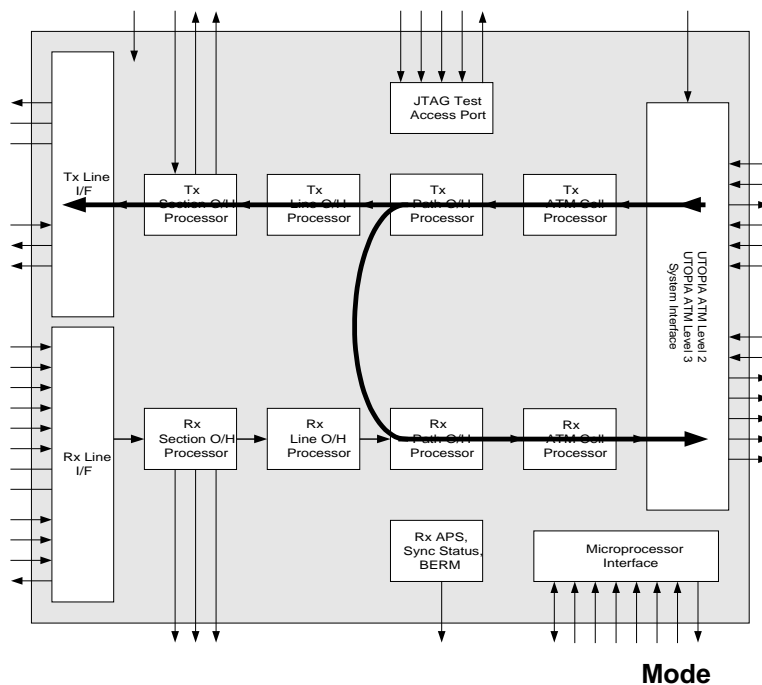 JTAG Test
Access Port
Tx Line
I/F
Tx
Section O/H
Processor
Tx
Line O/H
Processor
Tx
Path O/H
Processor
Tx
ATM Cell
Processor
UTOPIA ATM Level 2
UTOPIA ATM Level 3
System Interface
Rx Line
I/F
Rx
Section O/H
Processor
Rx
Line O/H
Processor
Rx
Path O/H
Processor
Rx
ATM Cell
Processor
Rx APS,
Sync Status,
BERM
Microprocessor
Interface
Mode